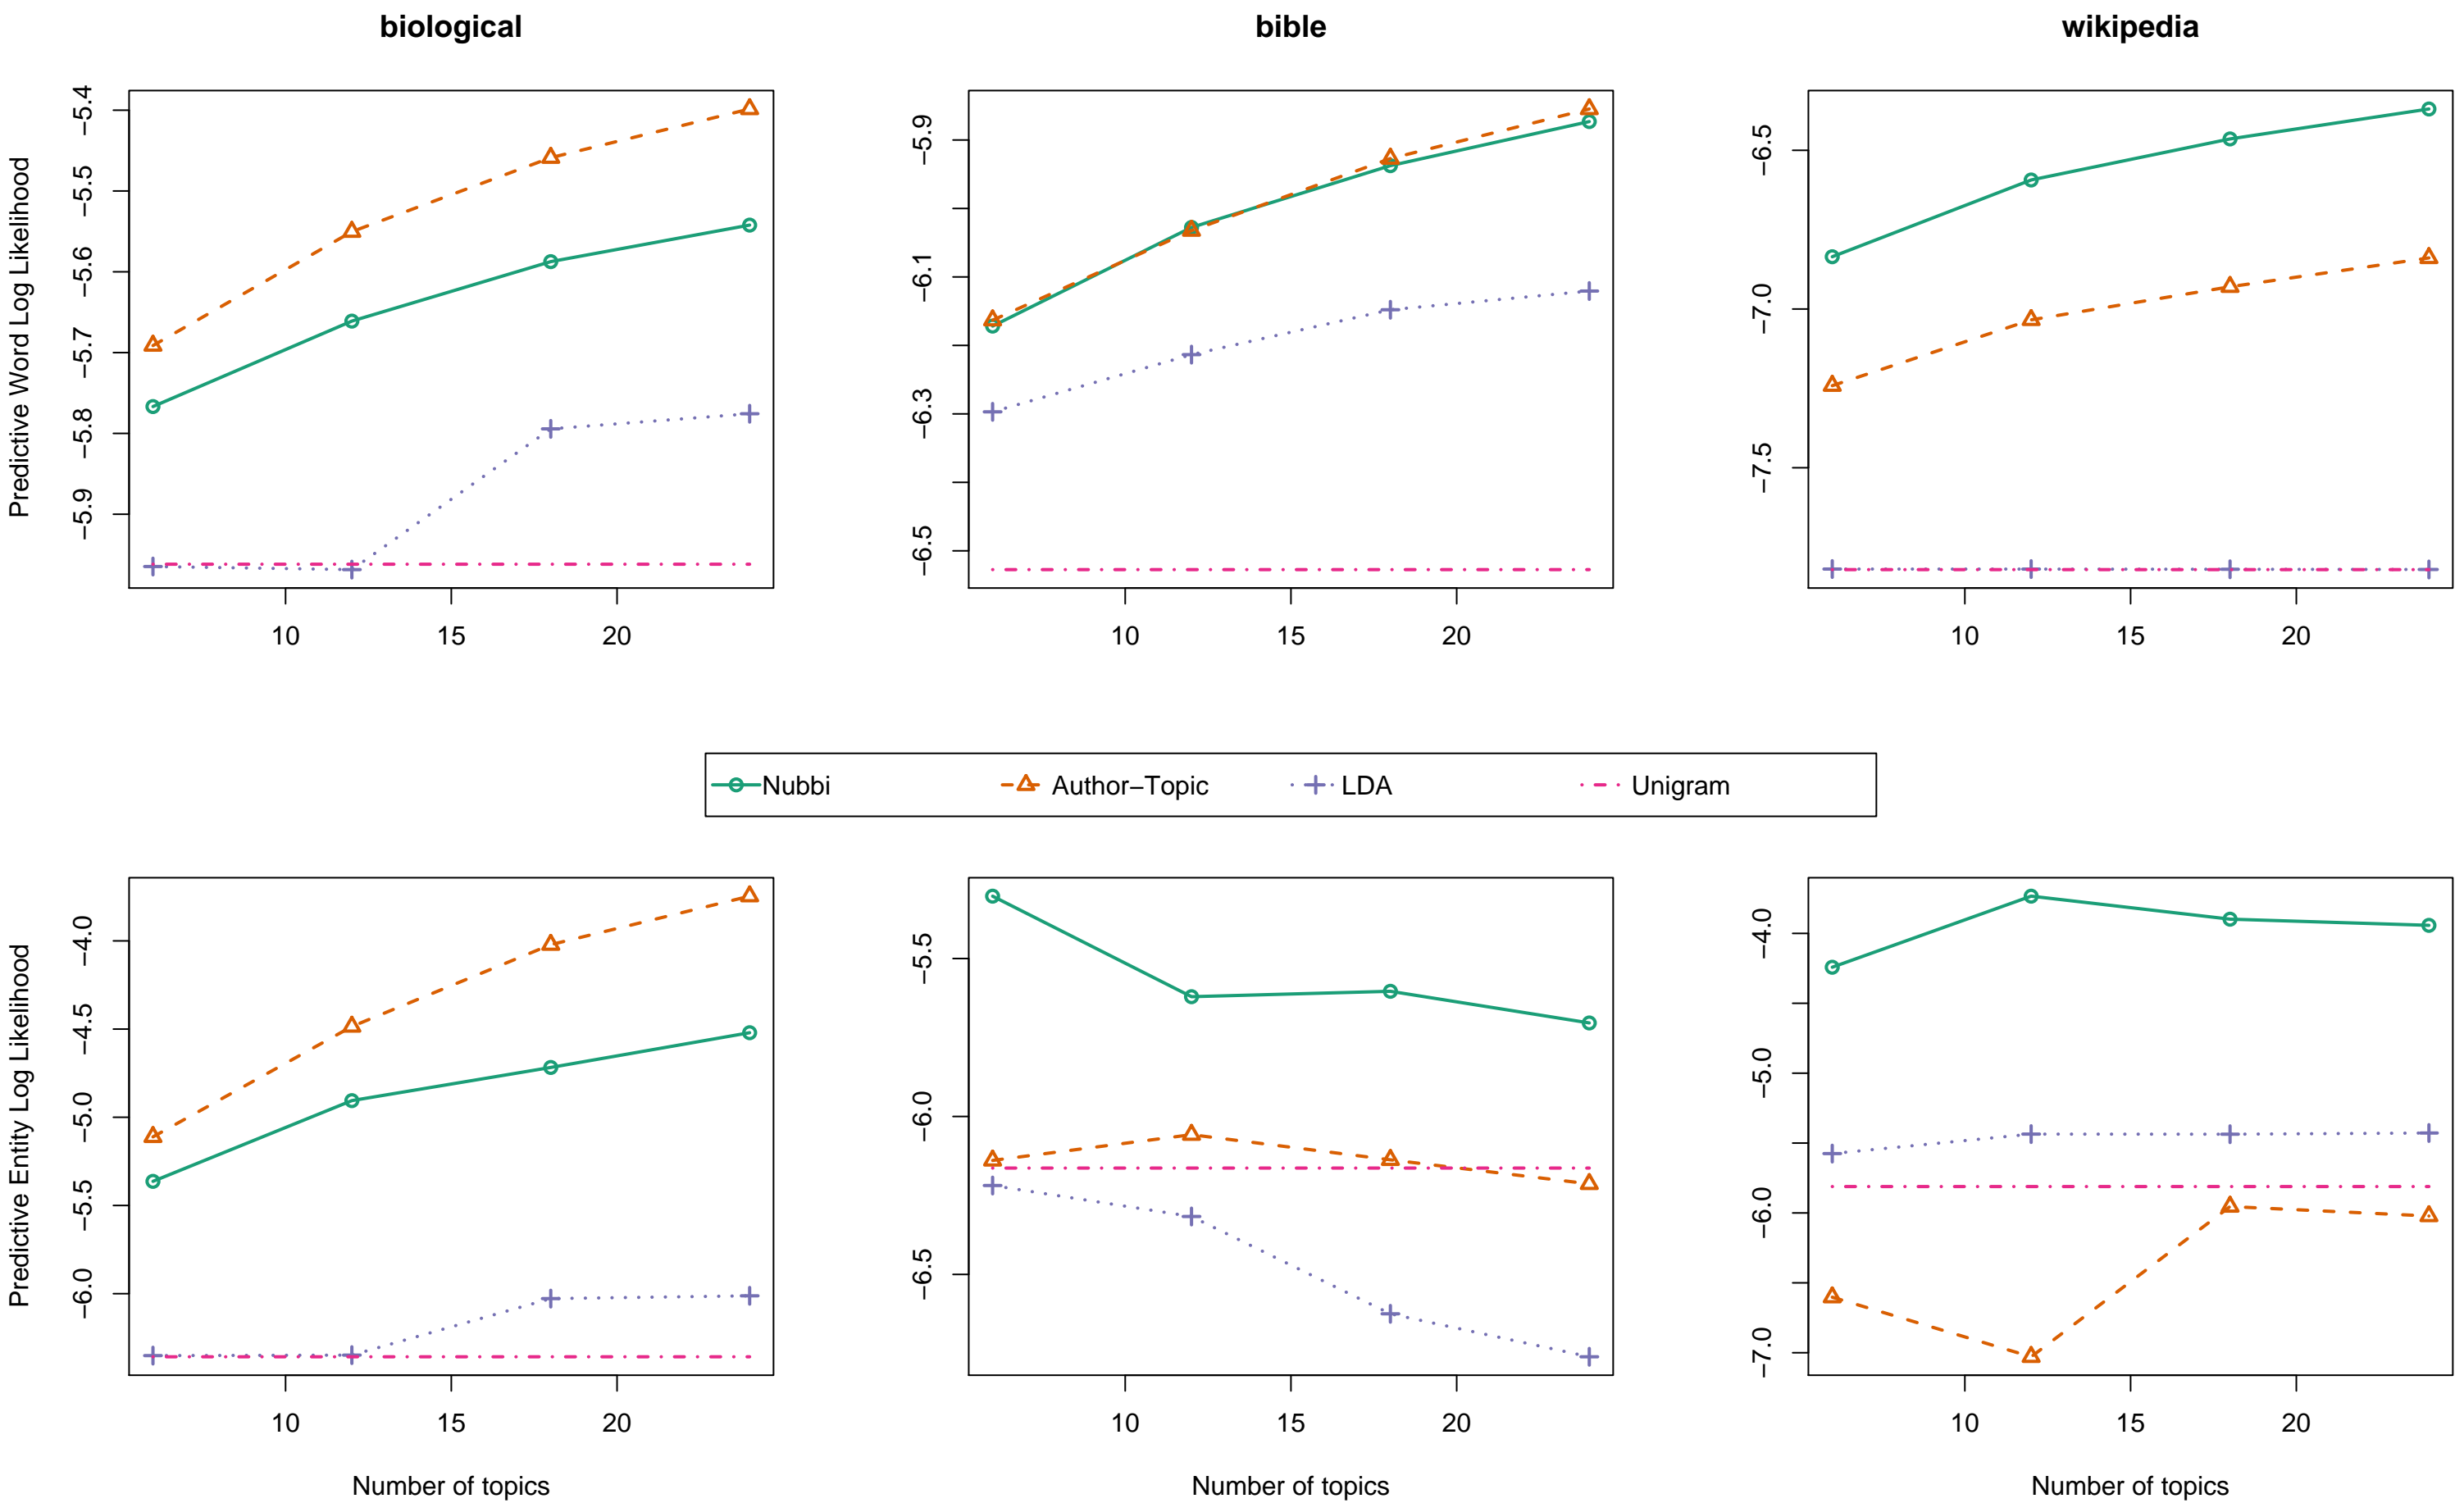 biological bible wikipedia
Predictive Word Log Likelihood
−5.4
−5.5
−5.6
−5.7
−5.8
−5.9
10 15 20
−5.9
−6.1
−6.3
−6.5
10 15 20
−6.5
−7.0
−7.5
10 15 20
Nubbi Author−Topic LDA Unigram
Predictive Entity Log Likelihood
−4.0
−4.5
−5.0
−5.5
−6.0
10 15 20
Number of topics
−5.5
−6.0
−6.5
10 15 20
Number of topics
−4.0
−5.0
−6.0
−7.0
10 15 20
Number of topics